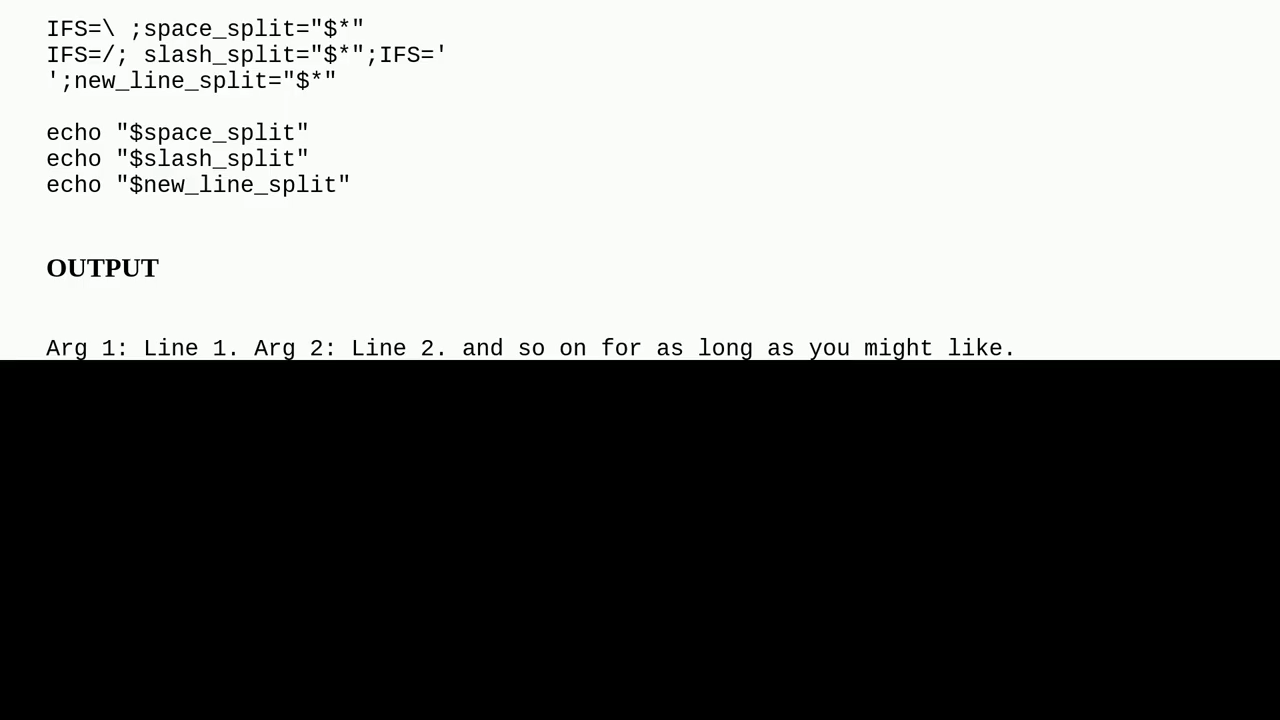 IFS=\ ;space_split="$*"
IFS=/; slash_split="$*";IFS='
';new_line_split="$*"
echo "$space_split"
echo "$slash_split"
echo "$new_line_split"
OUTPUT
Arg 1: Line 1. Arg 2: Line 2. and so on for as long as you might like.